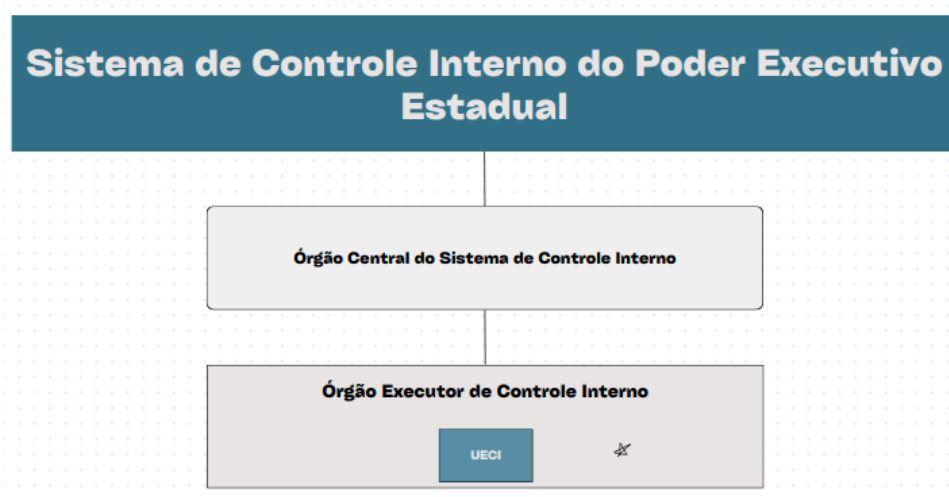 Sistema de Controle Interno do Poder Executivo
Estadual
Órgão Central do Sistema de Controle Interno
Órgão Executor de Controle Interno
UECI